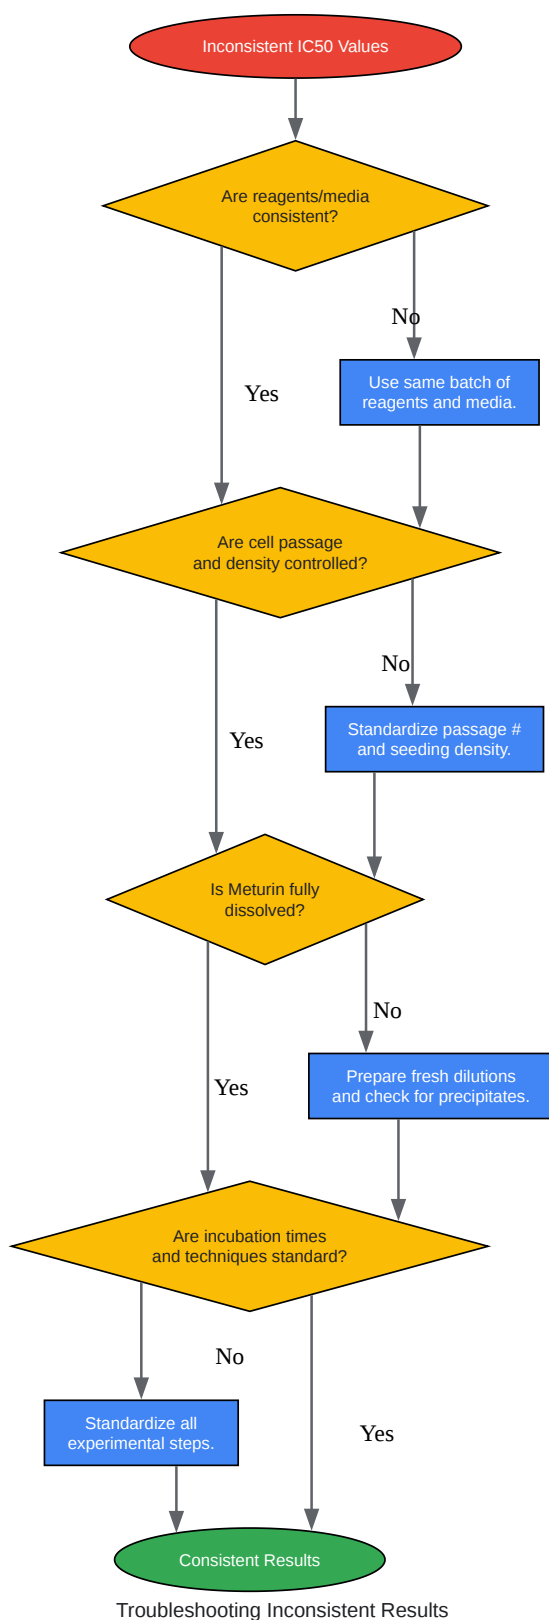 Inconsistent IC50 Values
Are reagents/media
consistent?
No
Use same batch of
reagents and media.
Yes
Are cell passage
and density controlled?
No
Standardize passage #
and seeding density.
Yes
Is Meturin fully
dissolved?
No
Prepare fresh dilutions
and check for precipitates.
Yes
Are incubation times
and techniques standard?
No
Standardize all
experimental steps.
Yes
Consistent Results
Troubleshooting Inconsistent Results